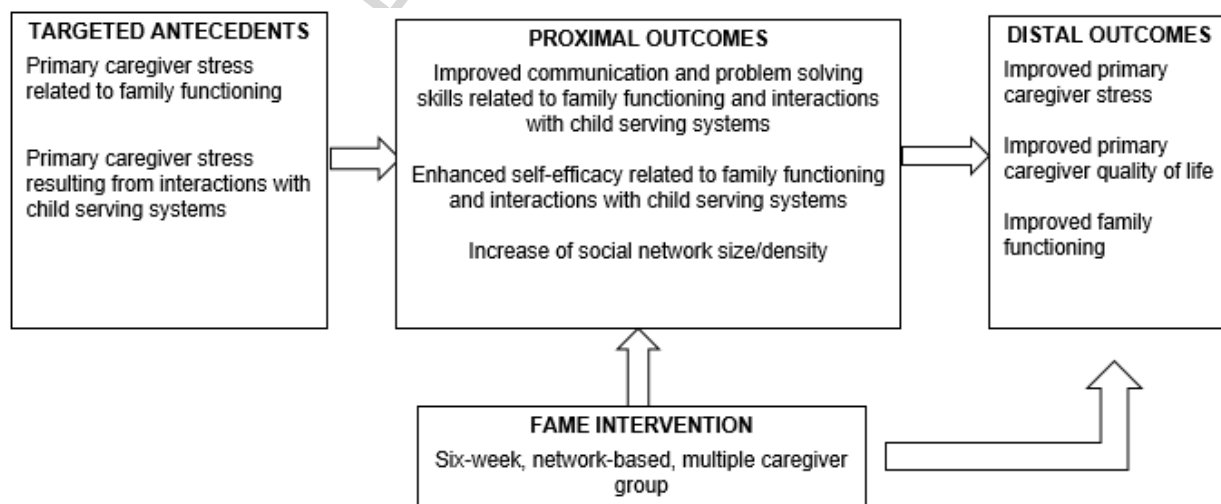 TARGETED ANTECEDENTS
Primary caregiver stress
related to family functioning
Primary caregiver stress
resulting from interactions with
child serving systems
PROXIMAL OUTCOMES
Improved communication and problem solving
skills related to family functioning and interactions
with child serving systems
Enhanced self-efficacy related to family functioning
and interactions with child serving systems
Increase of social network size/density
DISTAL OUTCOMES
Improved primary
caregiver stress
Improved primary
caregiver quality of life
Improved family
functioning
FAME INTERVENTION
Six-week, network-based, multiple caregiver
group